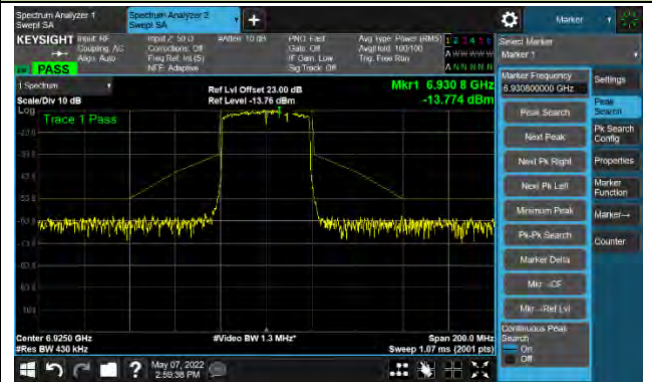 Spectrum Analyzer 1
Swept SA
Spectrum Analyzer 2
Swept SA
+
Marker
KEYSIGHT Input: RF
Coupling: AC
Align: Auto
Input Z: 50 Ω
Corrections: Off
Freq Ref: Int (S)
NFE: Adaptive
#Atten: 10 dB
PNO: Fast
Gate: Off
IF Gain: Low
Sig Track: Off
Avg Type: Power (RMS)
Avg|Hold: 100/100
Trig: Free Run
1 2 3 4 5 6
PASS
Select Marker
Marker 1
1 Spectrum
Scale/Div 10 dB
Ref Lvl Offset 23.00 dB
Ref Level -13.76 dBm
Mkr1 6.930 8 GHz
-13.774 dBm
Log
Trace 1 Pass
Marker Frequency
6.930800000 GHz
Peak Search
Next Peak
Next Pk Right
Next Pk Left
Minimum Peak
Pk-Pk Search
Marker Delta
Mkr→CF
Mkr→Ref Lvl
Continuous Peak
Search
On
Off
Settings
Peak
Search
Pk Search
Config
Properties
Marker
Function
Marker→
Counter
Center 6.9250 GHz
#Res BW 430 kHz
#Video BW 1.3 MHz*
Span 200.0 MHz
Sweep 1.07 ms (2001 pts)
?
May 07, 2022
2:59:38 PM